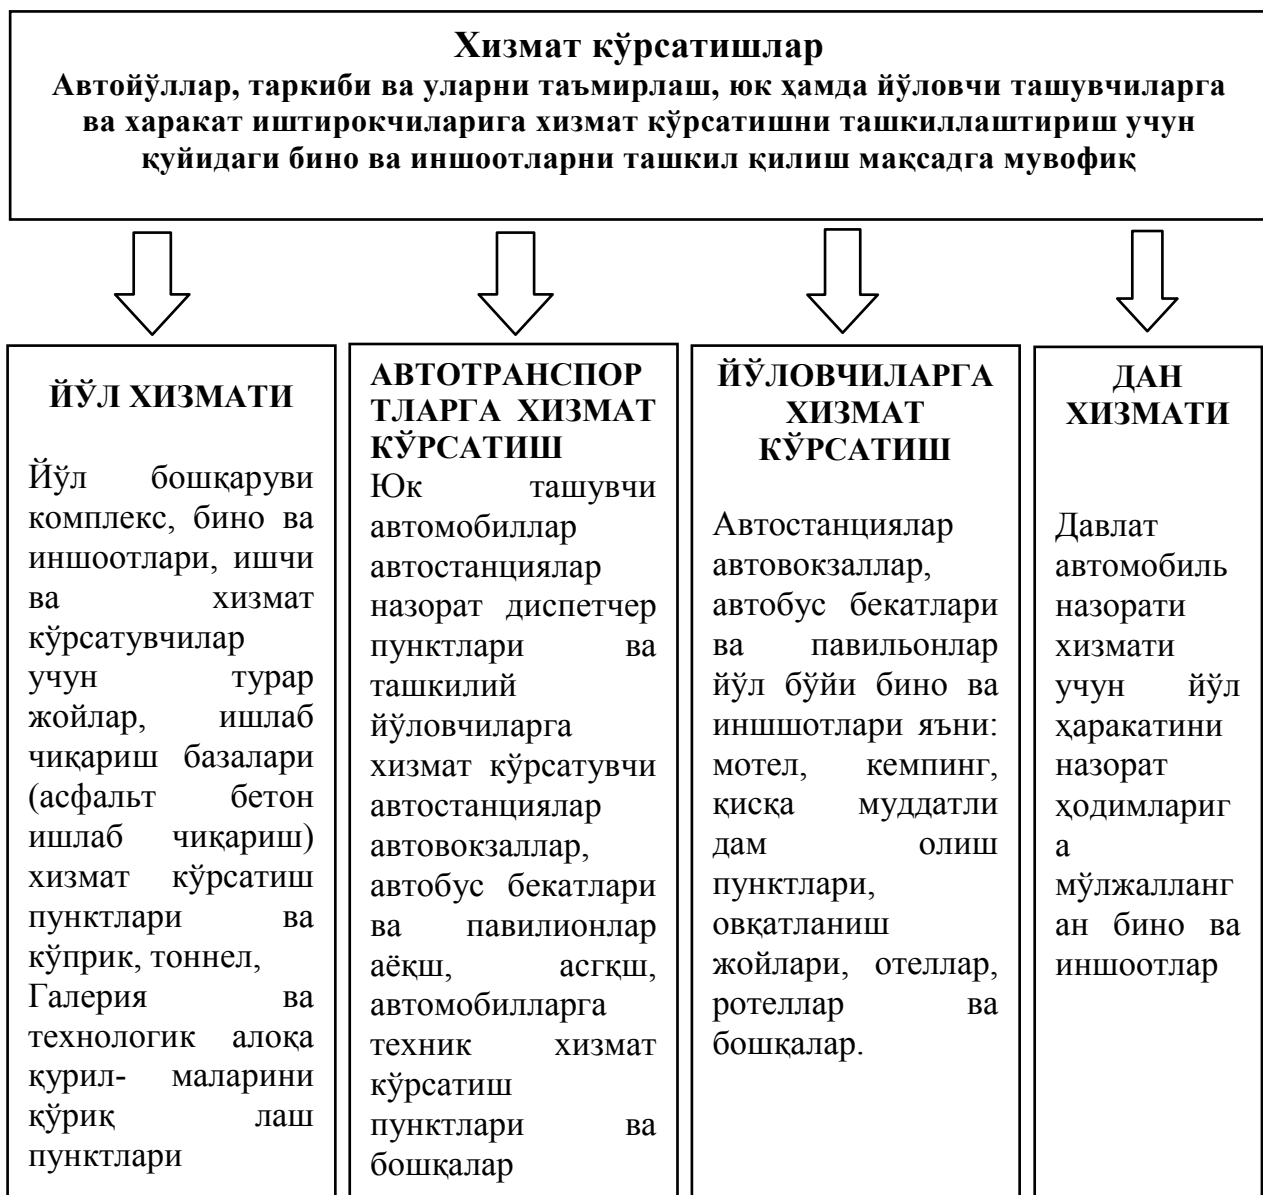 Хизмат кўрсатишлар
Автойўллар, таркиби ва уларни таъмирлаш, юк ҳамда йўловчи ташувчиларга
ва харакат иштирокчиларига хизмат кўрсатишни ташкиллаштириш учун
қуйидаги бино ва иншоотларни ташкил қилиш мақсадга мувофиқ
ЙЎЛ ХИЗМАТИ
Йўл бошқаруви
комплекс, бино ва
иншоотлари, ишчи
ва хизмат
кўрсатувчилар
учун турар
жойлар, ишлаб
чиқариш базалари
(асфальт бетон
ишлаб чиқариш)
хизмат кўрсатиш
пунктлари ва
кўприк, тоннел,
Галерия ва
технологик алоқа
қурил- маларини
қўриқ лаш
пунктлари
АВТОТРАНСПОР
ТЛАРГА ХИЗМАТ
КЎРСАТИШ
Юк ташувчи
автомобиллар
автостанциялар
назорат диспетчер
пунктлари ва
ташкилий
йўловчиларга
хизмат кўрсатувчи
автостанциялар
автовокзаллар,
автобус бекатлари
ва павилионлар
аёқш, асгқш,
автомобилларга
техник хизмат
кўрсатиш
пунктлари ва
бошқалар
ЙЎЛОВЧИЛАРГА
ХИЗМАТ
КЎРСАТИШ
Автостанциялар
автовокзаллар,
автобус бекатлари
ва павильонлар
йўл бўйи бино ва
иншшотлари яъни:
мотел, кемпинг,
қисқа муддатли
дам олиш
пунктлари,
овқатланиш
жойлари, отеллар,
ротеллар ва
бошқалар.
ДАН
ХИЗМАТИ
Давлат
автомобиль
назорати
хизмати
учун йўл
ҳаракатини
назорат
ҳодимлариг
а
мўлжалланг
ан бино ва
иншоотлар